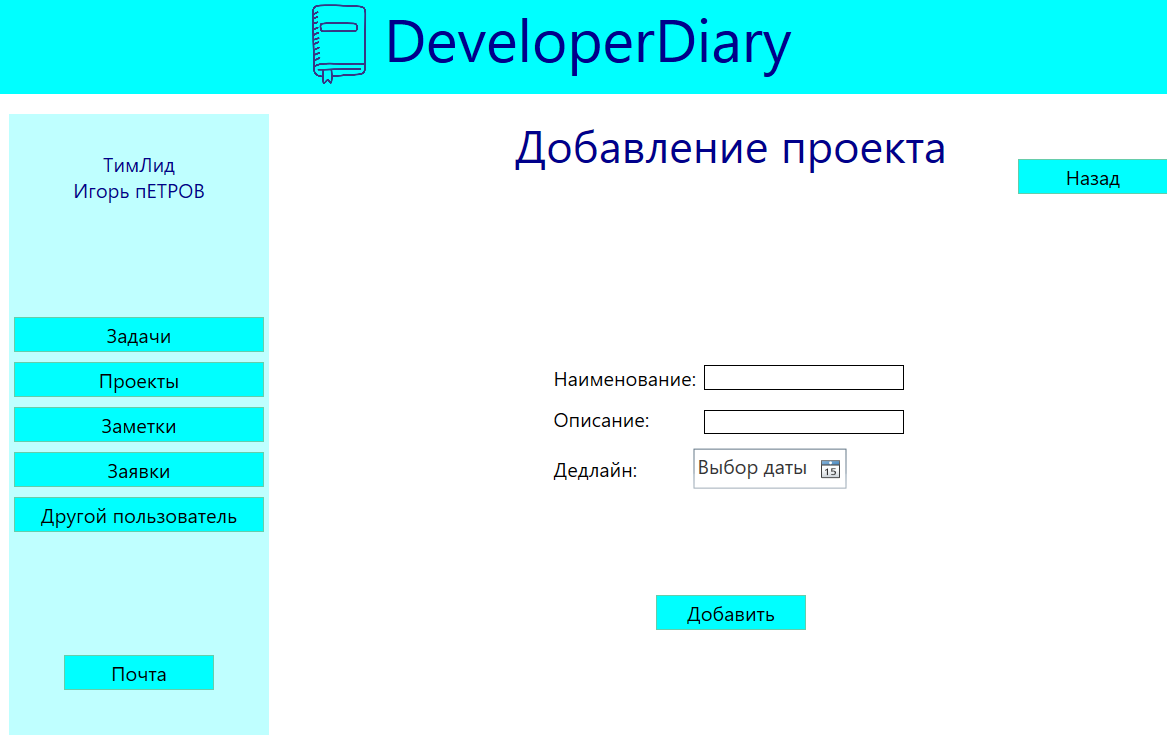 DeveloperDiary
ТимЛид
Игорь пЕТРОВ
Задачи
Проекты
Заметки
Заявки
Другой пользователь
Почта
Добавление проекта
Назад
Наименование:
Описание:
Дедлайн: Выбор даты 15
Добавить